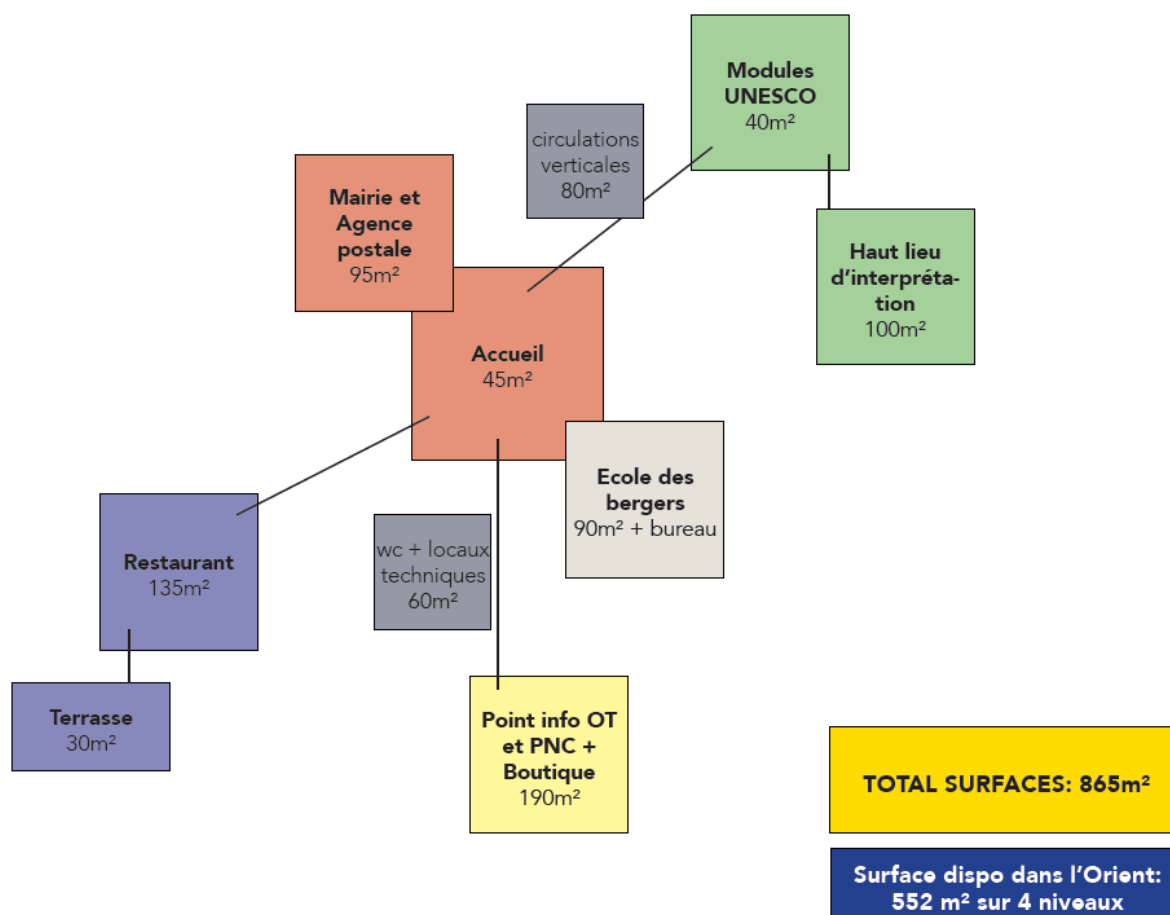 Modules
UNESCO
40m²
circulations
verticales
80m²
Mairie et
Agence
postale
95m²
Haut lieu
d'interpréta-
tion
100m²
Accueil
45m²
Ecole des
bergers
90m² + bureau
Restaurant
135m²
wc + locaux
techniques
60m²
Terrasse
30m²
Point info OT
et PNC +
Boutique
190m²
TOTAL SURFACES: 865m²
Surface dispo dans l'Orient:
552 m² sur 4 niveaux